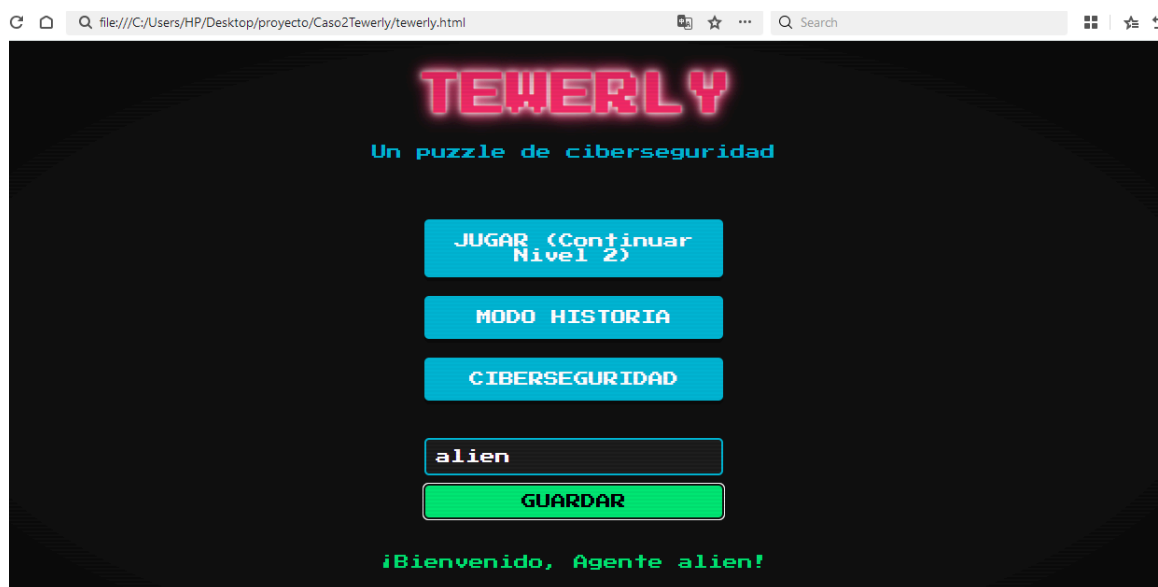 file:///C:/Users/HP/Desktop/proyecto/Caso2Tewerly/tewerly.html
Search
TEWERLY
Un puzzle de ciberseguridad
JUGAR (Continuar
Nivel 2)
MODO HISTORIA
CIBERSEGURIDAD
alien
GUARDAR
¡Bienvenido, Agente alien!